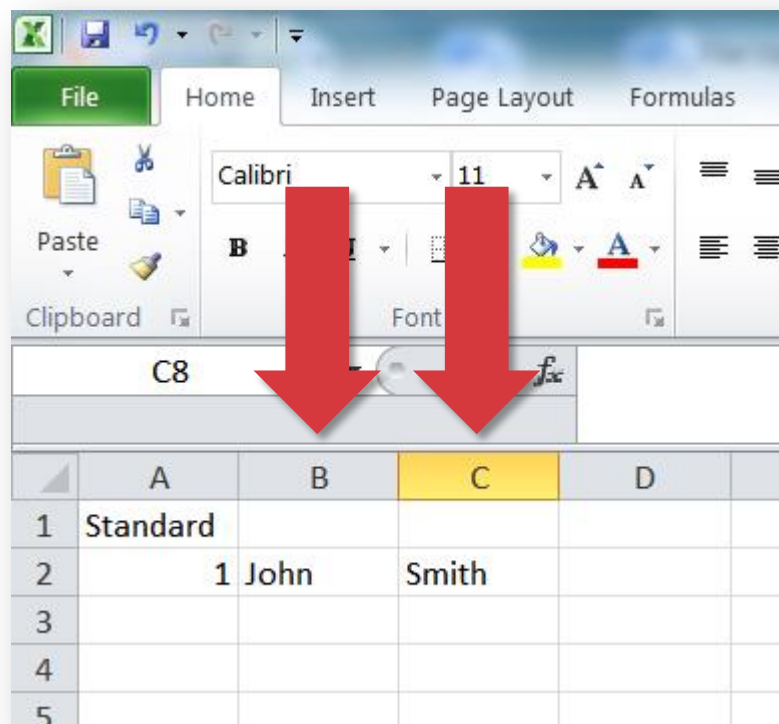 File Home Insert Page Layout Formulas
Calibri 11 A A
Paste B U A
Clipboard Font
C8 fx
A B C D
1 Standard
2 1 John Smith
3
4
5